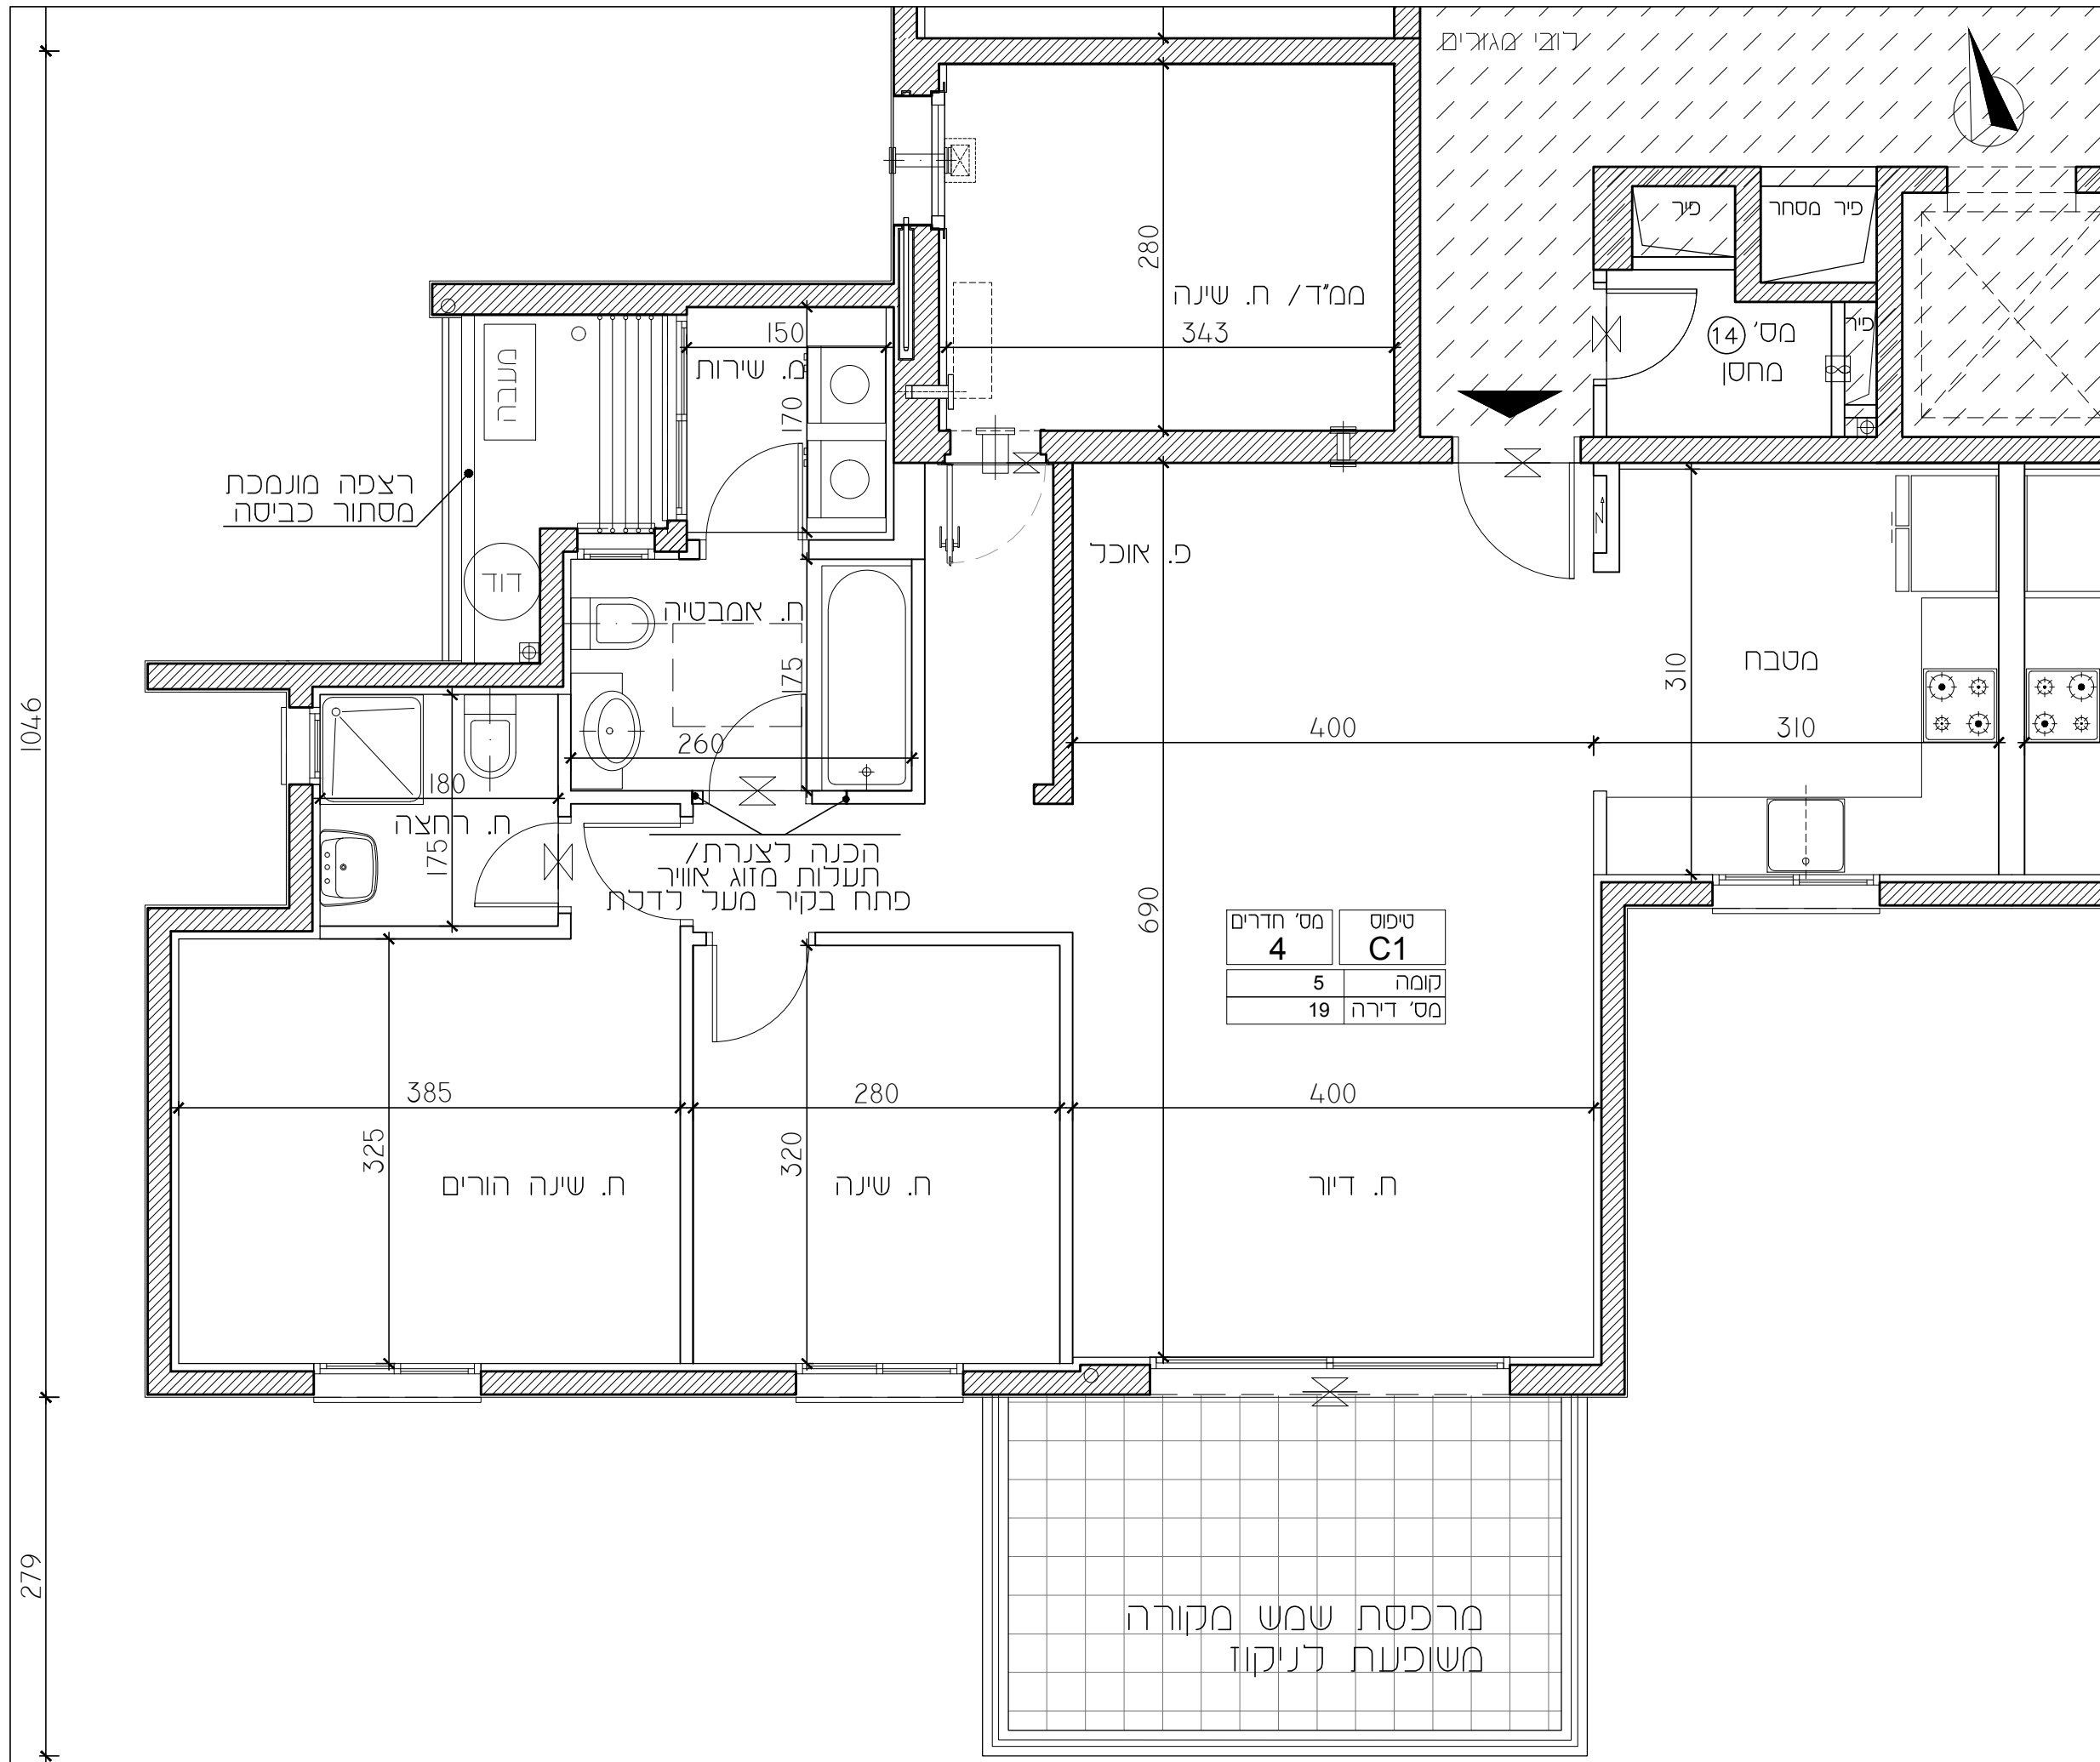 לובי מגורים
פיר
פיר מסחר
280
ממ"ד/ ח. שינה
343
פיר
מס' 14
מחסן
150
מ. שירות
170
מעבה
רצפה מונמכת
מסתור כביסה
דוד
פ. אוכל
ח. אמבטיה
175
260
מטבח
310
400
310
1046
180
ח. רחצה
175
הכנה לצנרת/
תעלות מזוג אוויר
פתח בקיר מעל לדלת
690
טיפוס מס' חדרים
C1 4
קומה 5
מס' דירה 19
385
280
400
325
320
ח. שינה הורים
ח. שינה
ח. דיור
279
מרפסת שמש מקורה
משופעת לניקוז